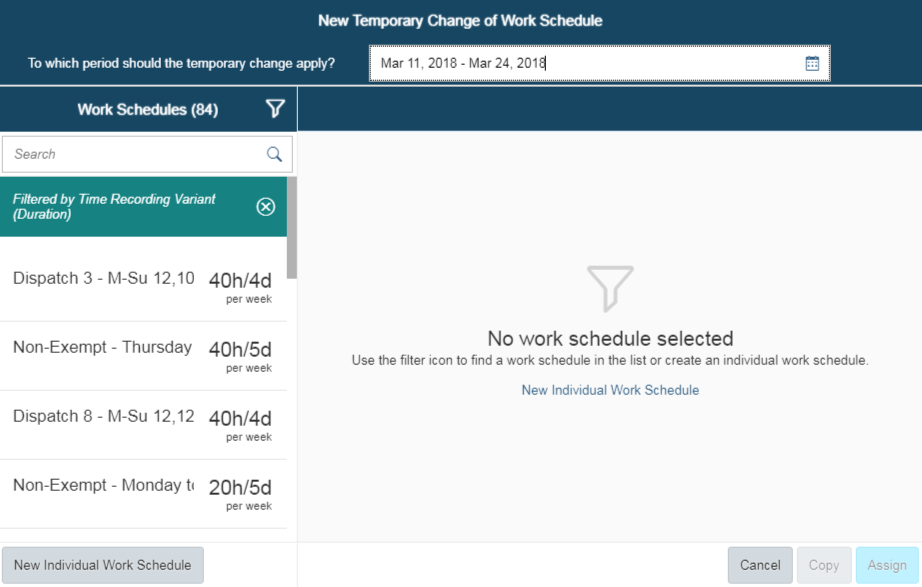 New Temporary Change of Work Schedule
To which period should the temporary change apply?
Mar 11, 2018 - Mar 24, 2018
Work Schedules (84)
Search
Filtered by Time Recording Variant
(Duration)
Dispatch 3 - M-Su 12,10
40h/4d
per week
Non-Exempt - Thursday
40h/5d
per week
Dispatch 8 - M-Su 12,12
40h/4d
per week
Non-Exempt - Monday to
20h/5d
per week
No work schedule selected
Use the filter icon to find a work schedule in the list or create an individual work schedule.
New Individual Work Schedule
New Individual Work Schedule
Cancel
Copy
Assign